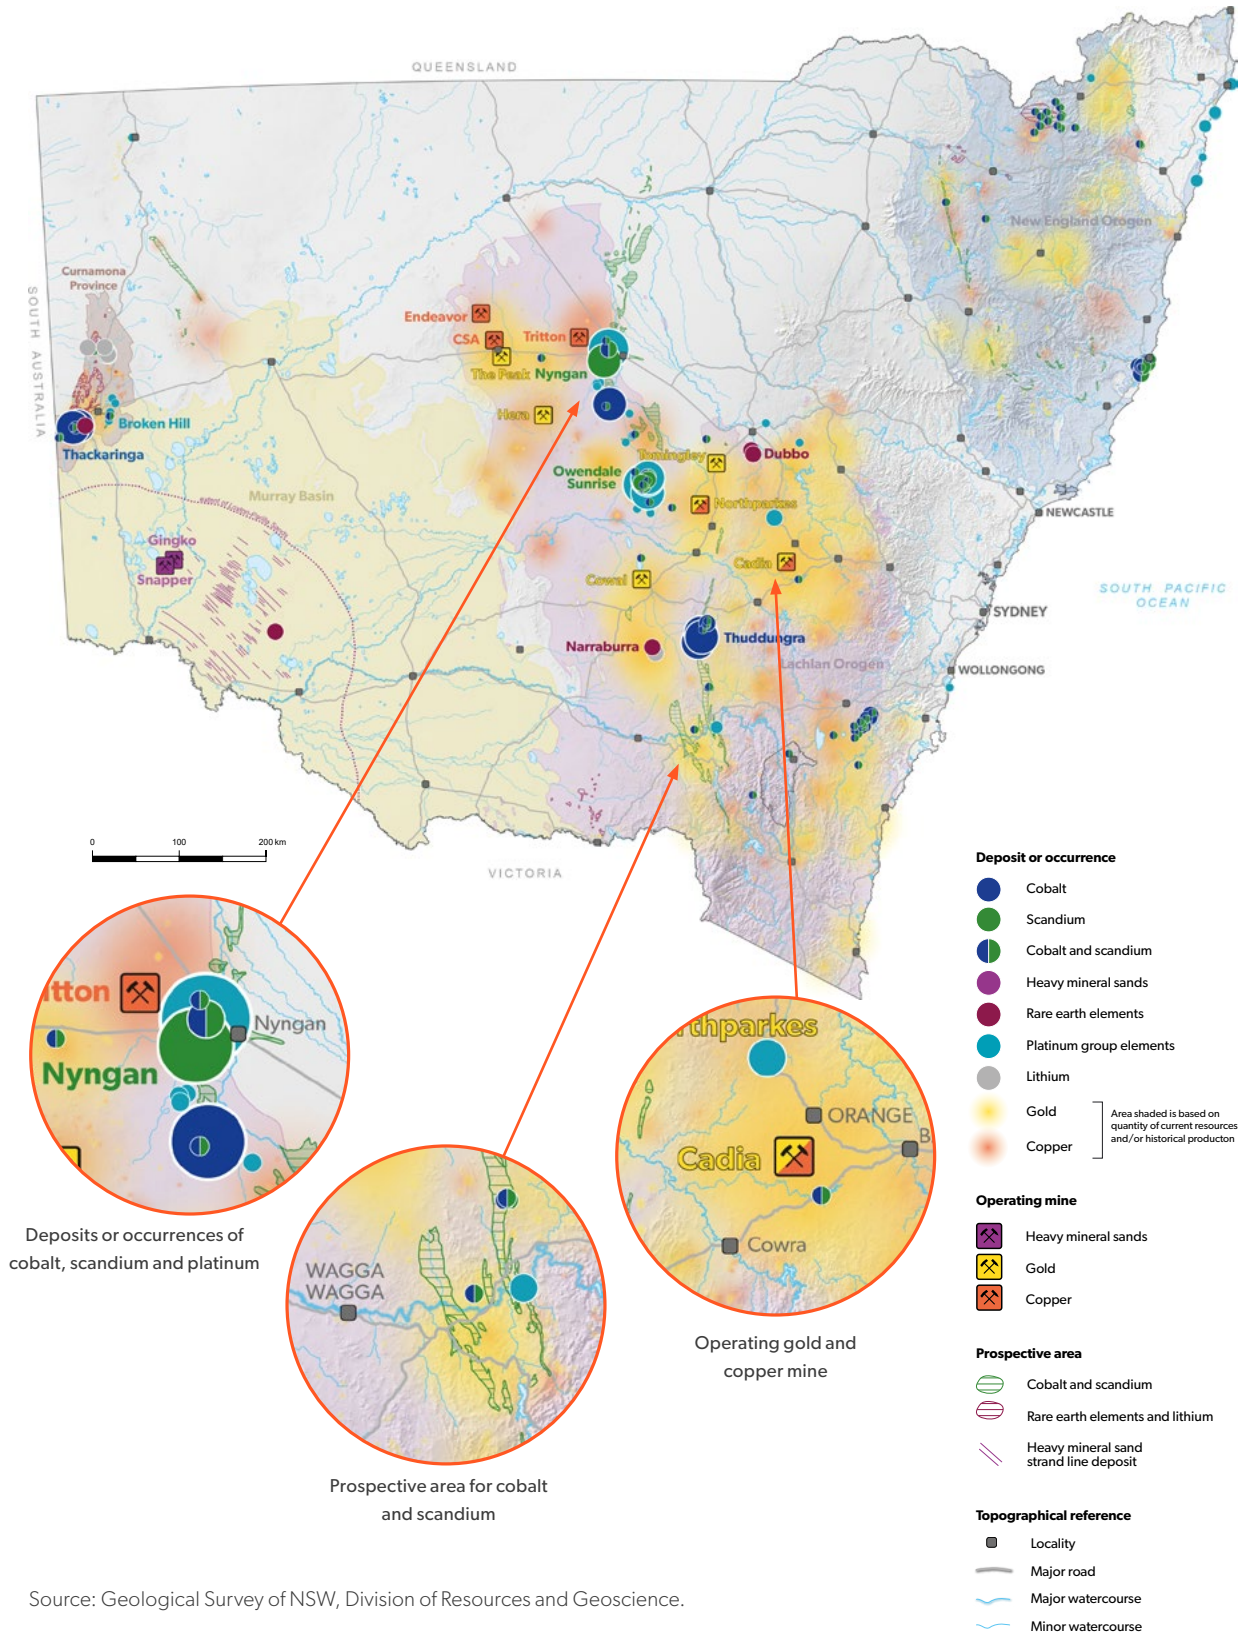 QUEENSLAND
SOUTH AUSTRALIA
Curnamona
Province
New England Orogen
Endeavor
CSA
Tritton
The Peak
Nyngan
Hera
Broken Hill
Thackaringa
Owendale
Sunrise
Tomingley
Dubbo
Northparkes
Murray Basin
extent of Loxton-Parilla Sands
Gingko
Snapper
Cadia
Cowal
NEWCASTLE
SOUTH PACIFIC
OCEAN
SYDNEY
Narraburra
Thuddungra
Lachlan Orogen
WOLLONGONG
0 100 200 km
VICTORIA
itton
Nyngan
Nyngan
Deposits or occurrences of
cobalt, scandium and platinum
WAGGA
WAGGA
Prospective area for cobalt
and scandium
rthparkes
ORANGE
B
Cadia
Cowra
Operating gold and
copper mine
Deposit or occurrence
Cobalt
Scandium
Cobalt and scandium
Heavy mineral sands
Rare earth elements
Platinum group elements
Lithium
Gold
Copper
Area shaded is based on
quantity of current resources
and/or historical producton
Operating mine
Heavy mineral sands
Gold
Copper
Prospective area
Cobalt and scandium
Rare earth elements and lithium
Heavy mineral sand
strand line deposit
Topographical reference
Locality
Major road
Major watercourse
Minor watercourse
Source: Geological Survey of NSW, Division of Resources and Geoscience.